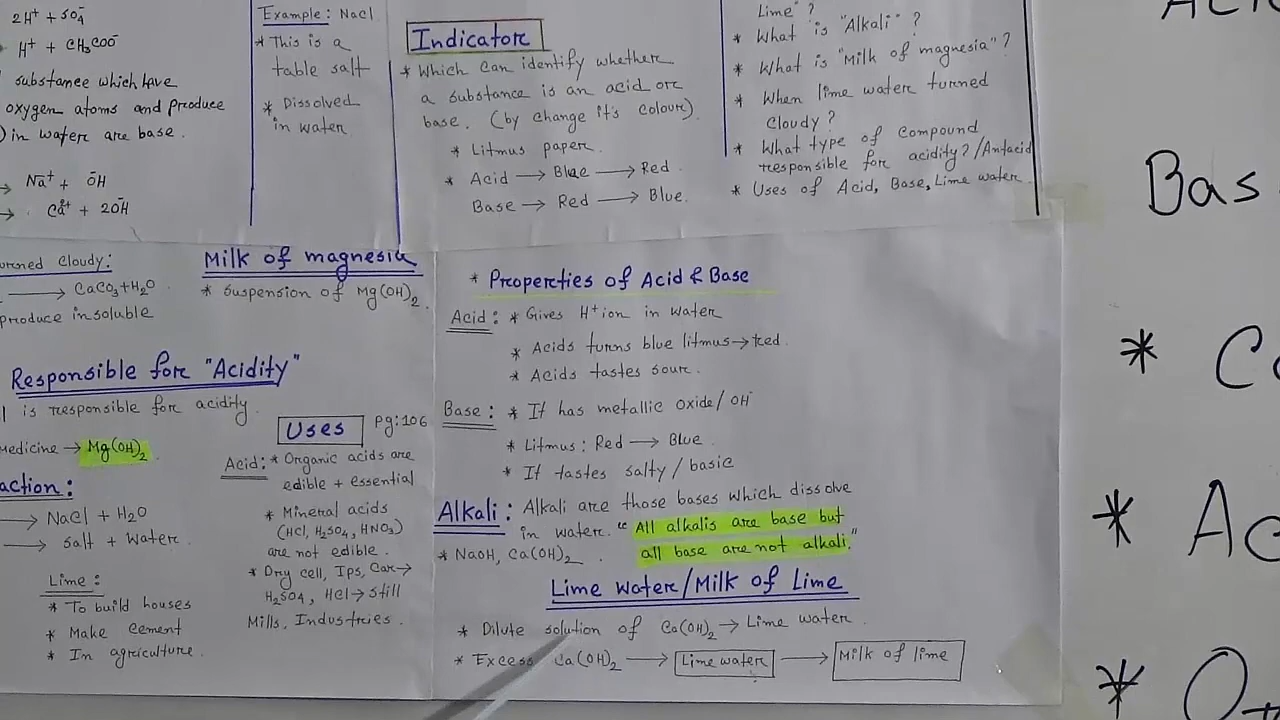 2H⁺ + SO₄⁻
H⁺ + CH₃COO⁻
substance which have
oxygen atoms and produce
) in water are base.
→ Na⁺ + ŌH
→ Ca²⁺ + 2ŌH
Example: Nacl
* This is a
table salt
* Dissolved
in water
Indicator
* Which can identify whether
a substance is an acid or
base. (by change it's colour)
* Litmus paper.
* Acid → Blue → Red.
Base → Red → Blue.
Lime" ?
* What is "Alkali" ?
* What is "Milk of magnesia" ?
* When lime water turned
cloudy ?
* What type of compound
responsible for acidity? / Antacid
* Uses of Acid, Base, Lime water.
urned cloudy:
→ CaCO₃ + H₂O
produce insoluble
Milk of magnesia
* Suspension of Mg(OH)₂.
Responsible for "Acidity"
l is responsible for acidity.
medicine → Mg(OH)₂
action:
→ NaCl + H₂O
→ salt + water.
Lime:
* To build houses
* Make cement
* In agriculture.
Uses Pg:106
Acid: * Organic acids are
edible + essential
* Mineral acids
(HCl, H₂SO₄, HNO₃)
are not edible.
* Dry cell, Ips, Car→
H₂SO₄, HCl → still
Mills, Industries.
* Properties of Acid & Base
Acid: * Gives H⁺ ion in water
* Acids turns blue litmus → red.
* Acids tastes sour.
Base: * It has metallic oxide/OH⁻
* Litmus: Red → Blue.
* It tastes salty / basic
Alkali: Alkali are those bases which dissolve
in water. "All alkalis are base but
all base are not alkali."
* NaOH, Ca(OH)₂
Lime water/Milk of Lime
* Dilute solution of Ca(OH)₂ → Lime water.
* Excess Ca(OH)₂ → Lime water → Milk of lime
Bas
* Ac